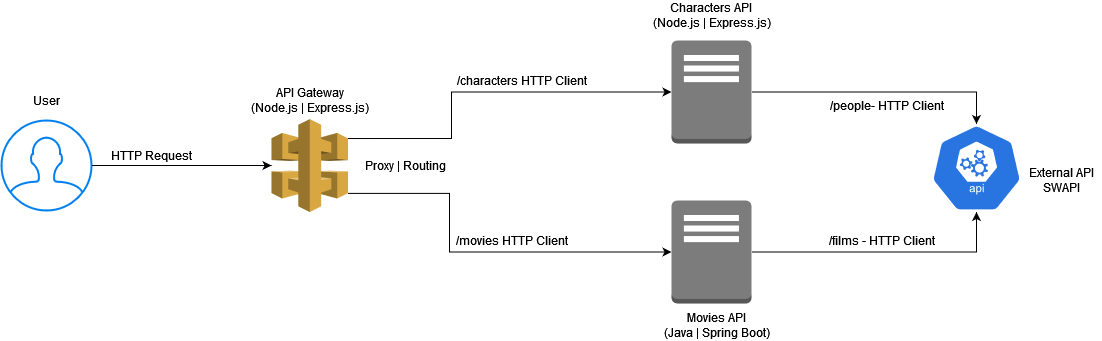 Characters API
(Node.js | Express.js)
/characters HTTP Client
API Gateway
(Node.js | Express.js)
User
/people- HTTP Client
HTTP Request
Proxy | Routing
External API
SWAPI
api
/movies HTTP Client
/films - HTTP Client
Movies API
(Java | Spring Boot)